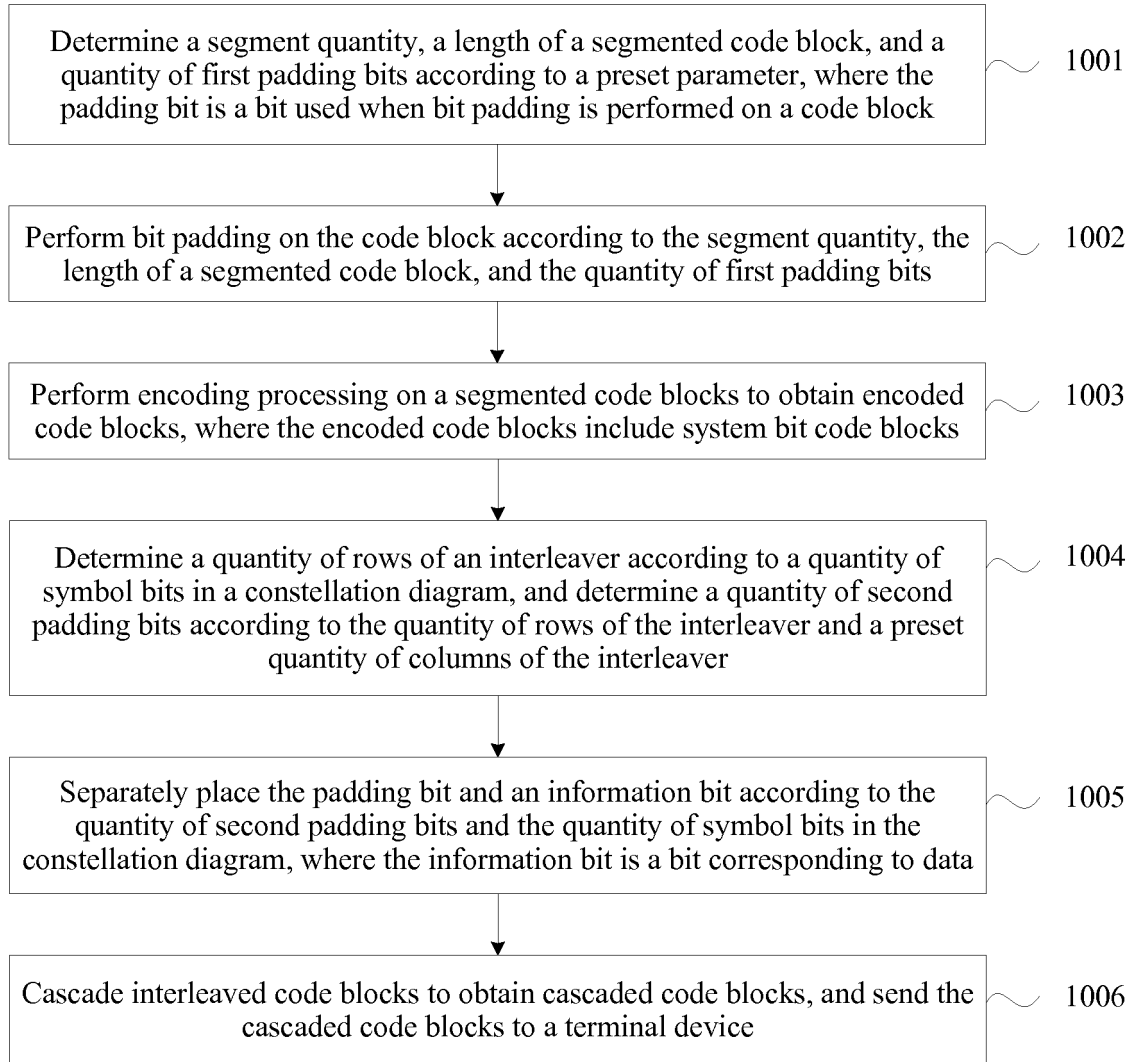 Determine a segment quantity, a length of a segmented code block, and a
quantity of first padding bits according to a preset parameter, where the
padding bit is a bit used when bit padding is performed on a code block
1001
Perform bit padding on the code block according to the segment quantity, the
length of a segmented code block, and the quantity of first padding bits
1002
Perform encoding processing on a segmented code blocks to obtain encoded
code blocks, where the encoded code blocks include system bit code blocks
1003
Determine a quantity of rows of an interleaver according to a quantity of
symbol bits in a constellation diagram, and determine a quantity of second
padding bits according to the quantity of rows of the interleaver and a preset
quantity of columns of the interleaver
1004
Separately place the padding bit and an information bit according to the
quantity of second padding bits and the quantity of symbol bits in the
constellation diagram, where the information bit is a bit corresponding to data
1005
Cascade interleaved code blocks to obtain cascaded code blocks, and send the
cascaded code blocks to a terminal device
1006